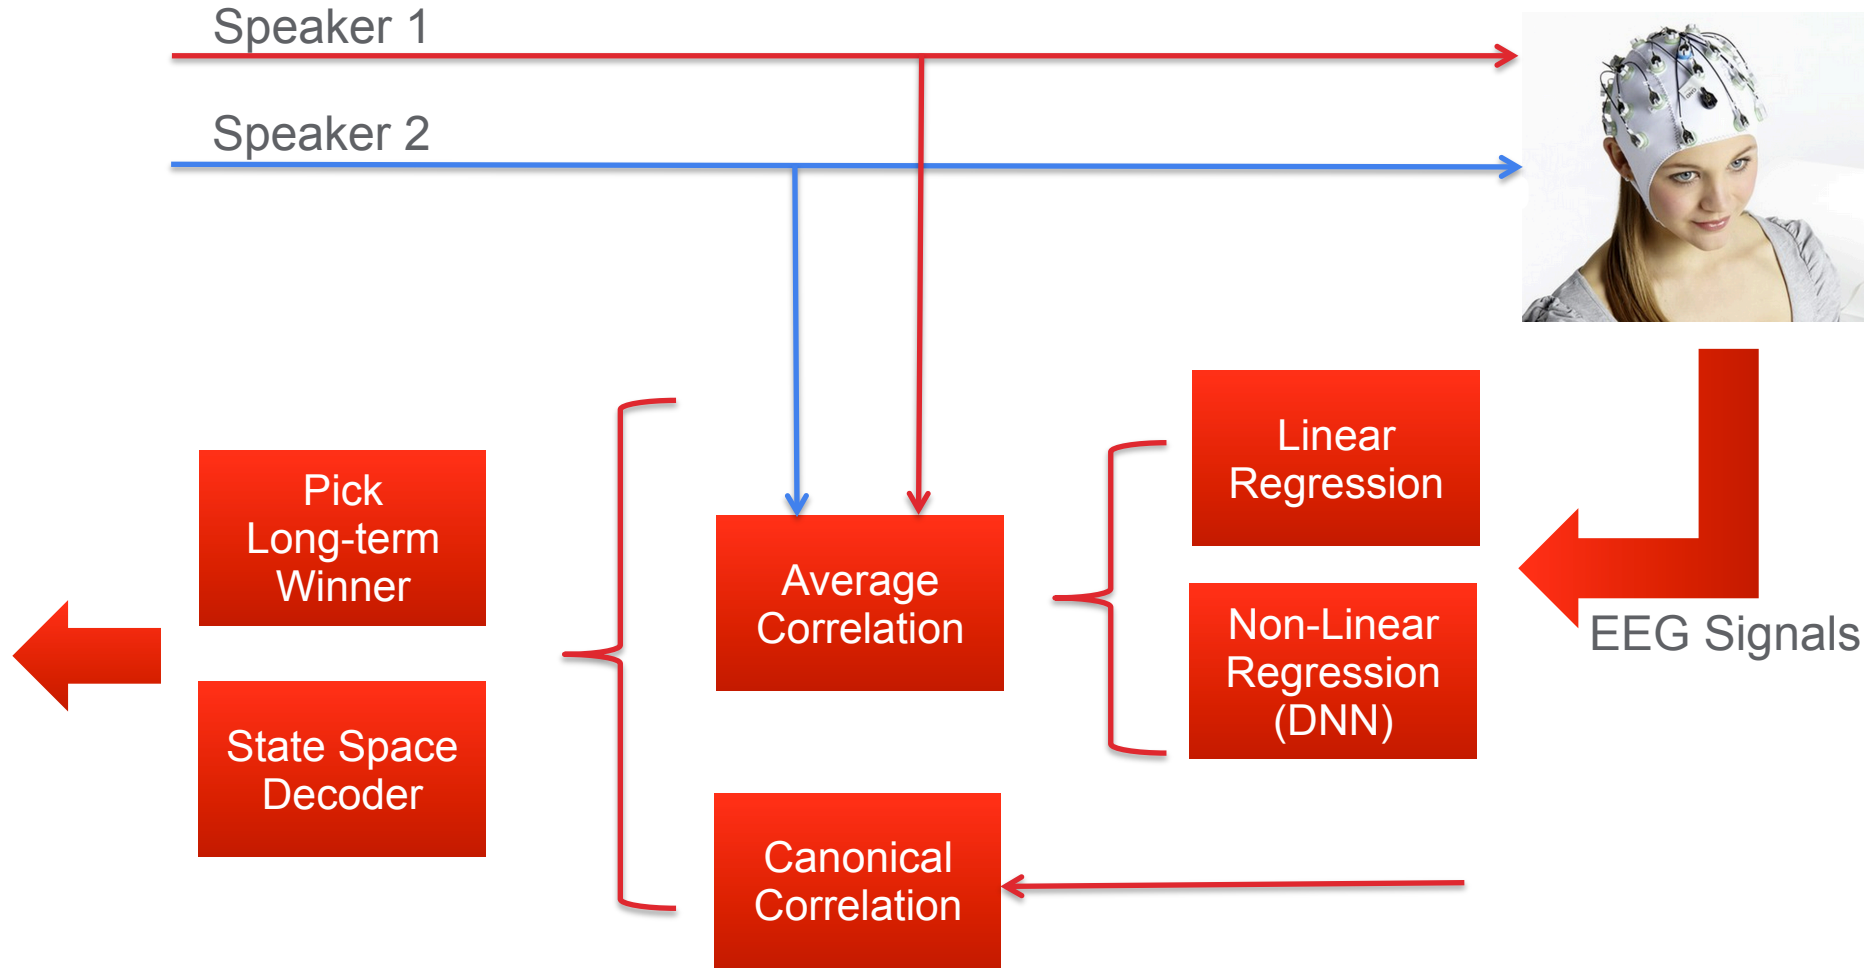 Speaker 1
Speaker 2
GND
Linear
Regression
Pick
Long-term
Winner
Average
Correlation
Non-Linear
Regression
(DNN)
EEG Signals
State Space
Decoder
Canonical
Correlation